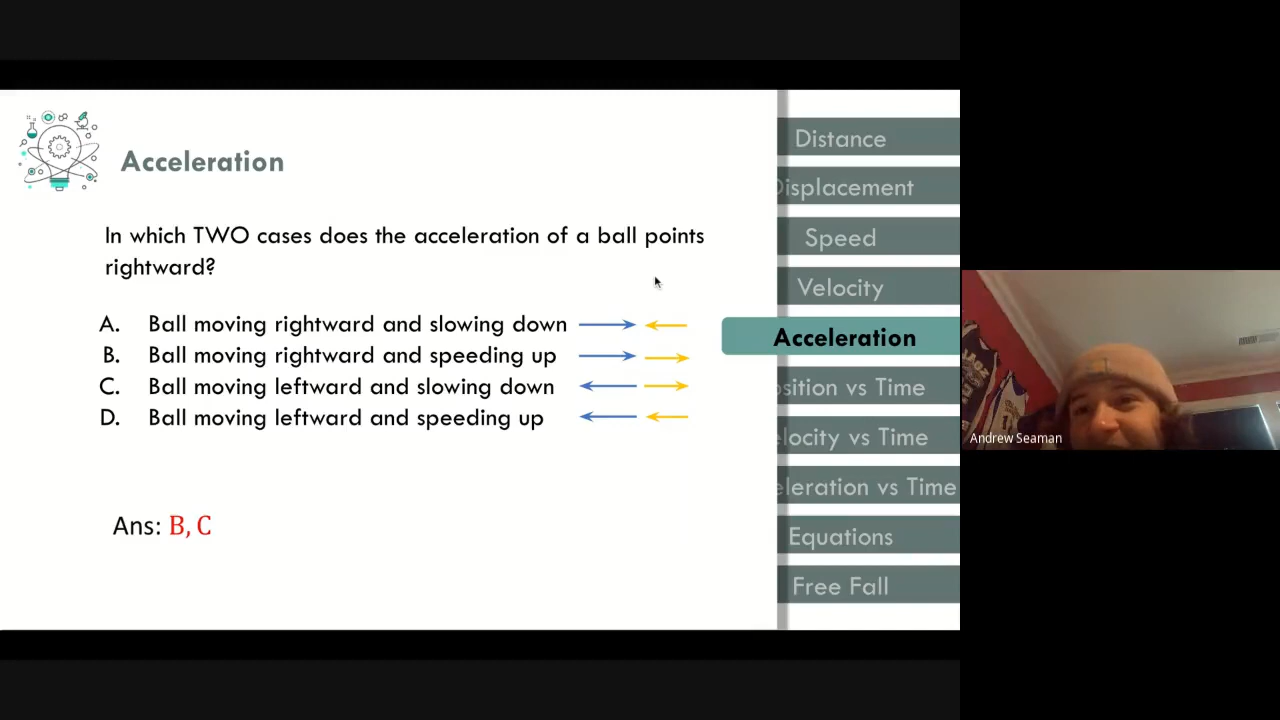 Acceleration
In which TWO cases does the acceleration of a ball points
rightward?
A. Ball moving rightward and slowing down
B. Ball moving rightward and speeding up
C. Ball moving leftward and slowing down
D. Ball moving leftward and speeding up
Ans: B, C
Distance
Displacement
Speed
Velocity
Acceleration
osition vs Time
elocity vs Time
eleration vs Time
Equations
Free Fall
Andrew Seaman